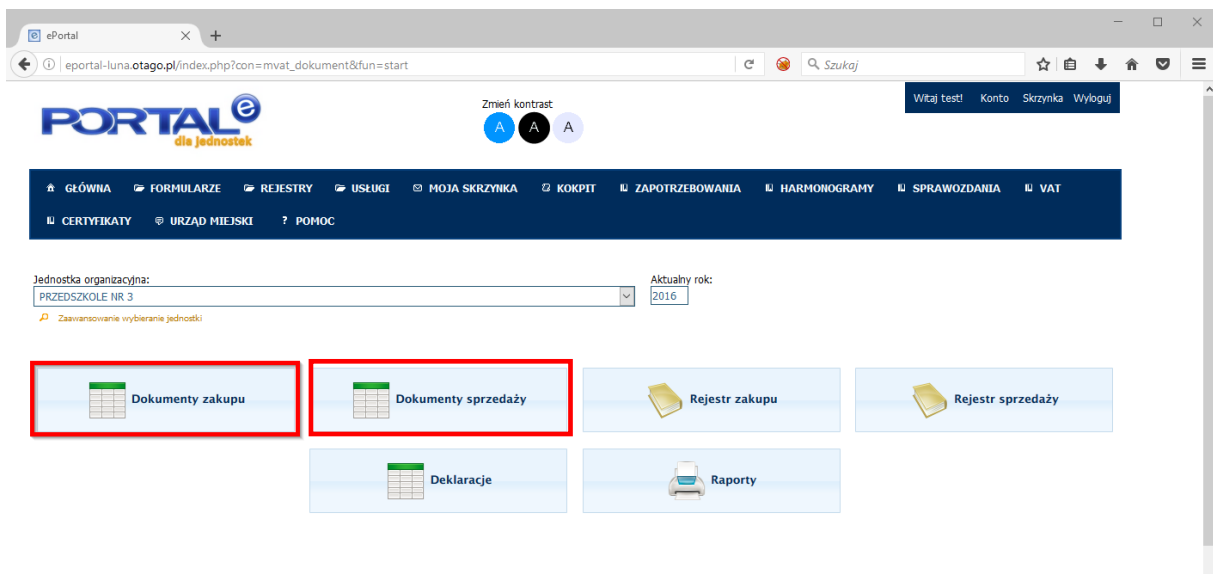 ePortal
eportal-luna.otago.pl/index.php?con=mvat_dokument&fun=start
Szukaj
PORTAL e
dla jednostek
Zmień kontrast
A A A
Witaj test! Konto Skrzynka Wyloguj
GŁÓWNA FORMULARZE REJESTRY USŁUGI MOJA SKRZYNKA KOKPIT ZAPOTRZEBOWANIA HARMONOGRAMY SPRAWOZDANIA VAT
CERTYFIKATY URZĄD MIEJSKI ? POMOC
Jednostka organizacyjna: Aktualny rok:
PRZEDSZKOLE NR 3 2016
Zaawansowanie wybieranie jednostki
Dokumenty zakupu Dokumenty sprzedaży Rejestr zakupu Rejestr sprzedaży
Deklaracje Raporty